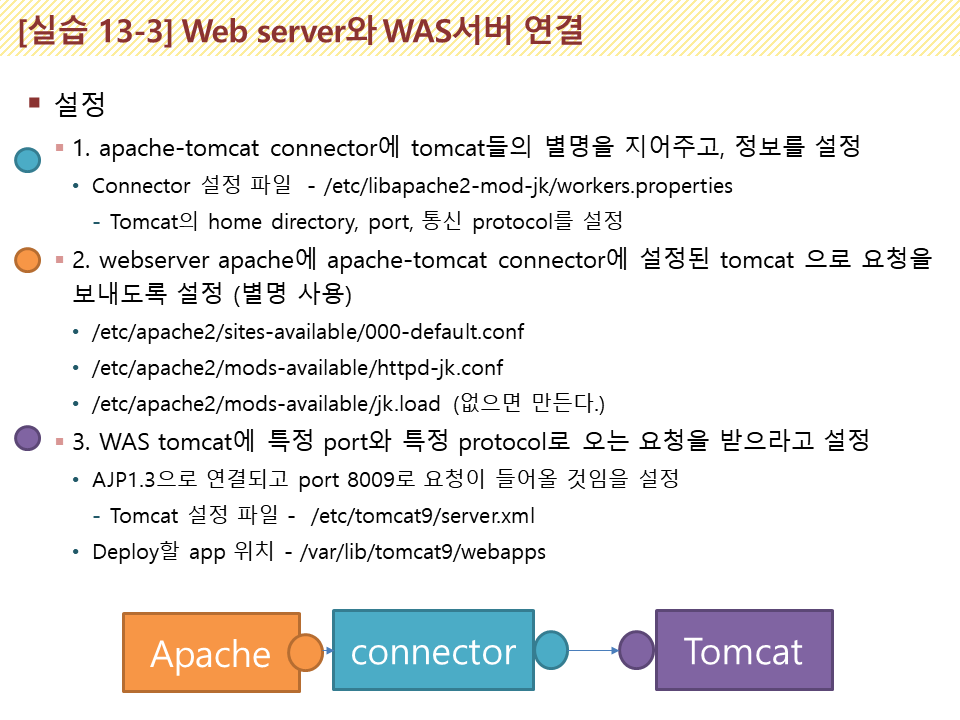 [실습 13-3] Web server와 WAS서버 연결
설정
1. apache-tomcat connector에 tomcat들의 별명을 지어주고, 정보를 설정
Connector 설정 파일 - /etc/libapache2-mod-jk/workers.properties
- Tomcat의 home directory, port, 통신 protocol를 설정
2. webserver apache에 apache-tomcat connector에 설정된 tomcat 으로 요청을
보내도록 설정 (별명 사용)
/etc/apache2/sites-available/000-default.conf
/etc/apache2/mods-available/httpd-jk.conf
/etc/apache2/mods-available/jk.load (없으면 만든다.)
3. WAS tomcat에 특정 port와 특정 protocol로 오는 요청을 받으라고 설정
AJP1.3으로 연결되고 port 8009로 요청이 들어올 것임을 설정
- Tomcat 설정 파일 - /etc/tomcat9/server.xml
Deploy할 app 위치 - /var/lib/tomcat9/webapps
Apache
connector
Tomcat